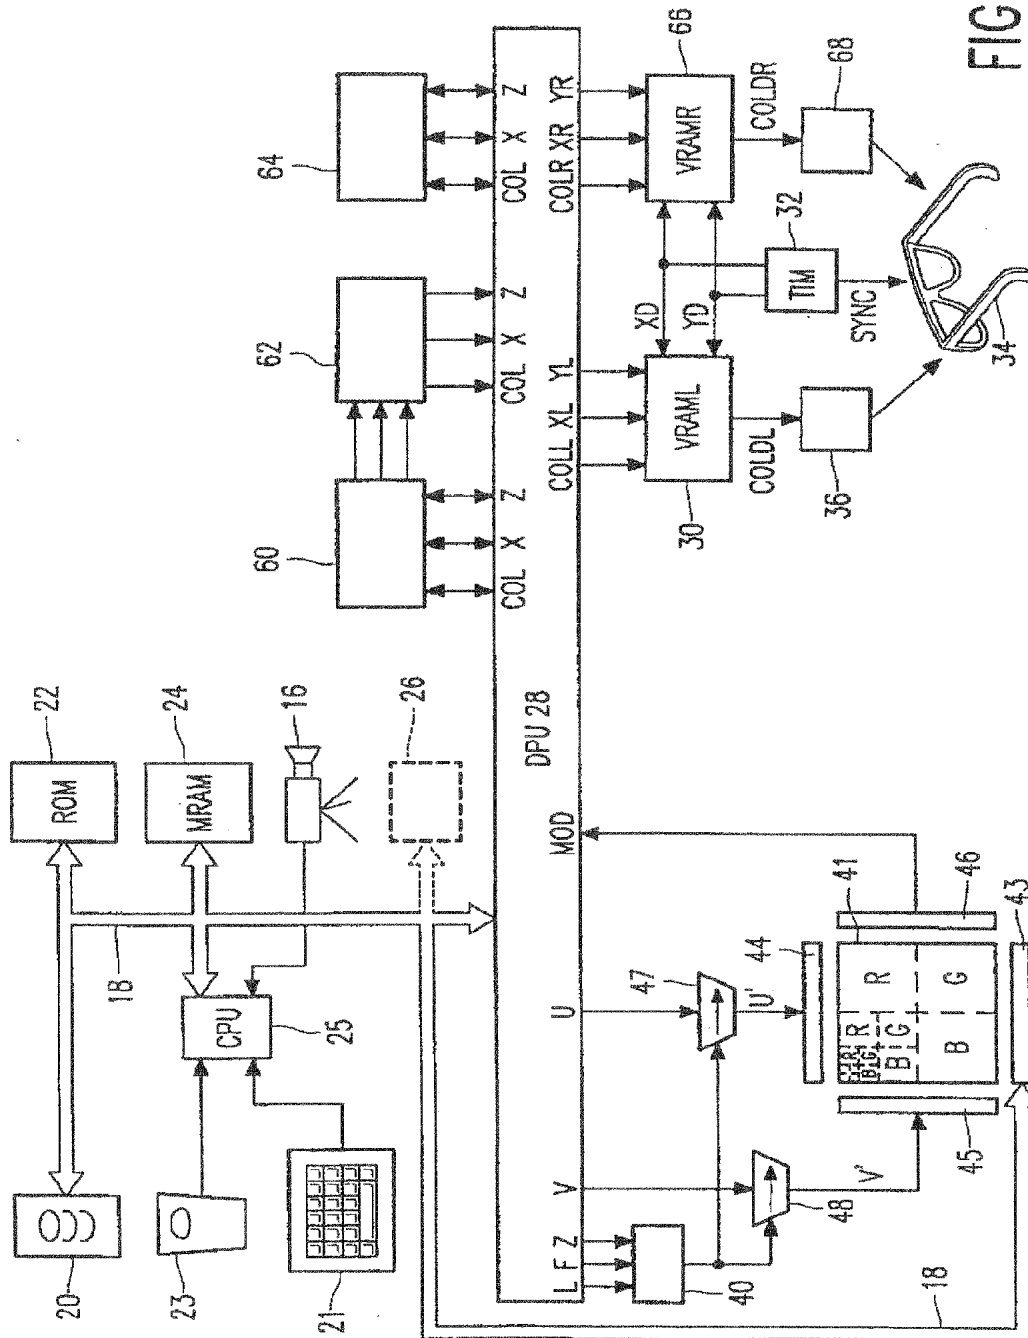 20
ROM
22
18
23
CPU
25
MRAM
24
21
16
26
60
62
64
COL X Z
COL X Z
COL X Z
DPU 28
L F Z V U MOD
COLL XL YL
COLR XR YR
40
48
47
V'
U'
44
45
R
R
R
B G
B G
B G
41
46
43
18
30
VRAML
XD
YD
VRAMR
66
TIM
32
COLDL
SYNC
COLDR
36
68
34
FIG